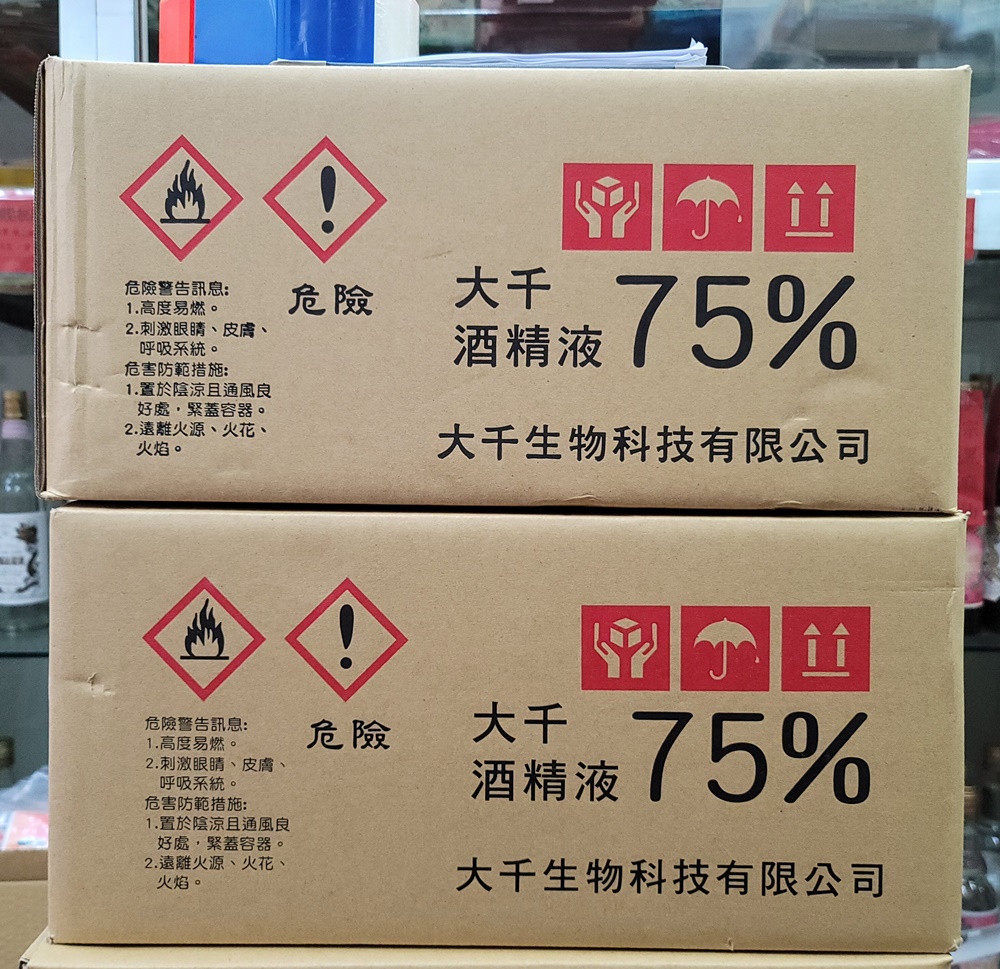 危險警告訊息:
1.高度易燃。
2.刺激眼睛、皮膚、
呼吸系統。
危害防範措施:
1.置於陰涼且通風良
好處，緊蓋容器。
2.遠離火源、火花、
火焰。
危險
大千
酒精液
75%
大千生物科技有限公司
危險警告訊息:
1.高度易燃。
2.刺激眼睛、皮膚、
呼吸系統。
危害防範措施:
1.置於陰涼且通風良
好處，緊蓋容器。
2.遠離火源、火花、
火焰。
危險
大千
酒精液
75%
大千生物科技有限公司